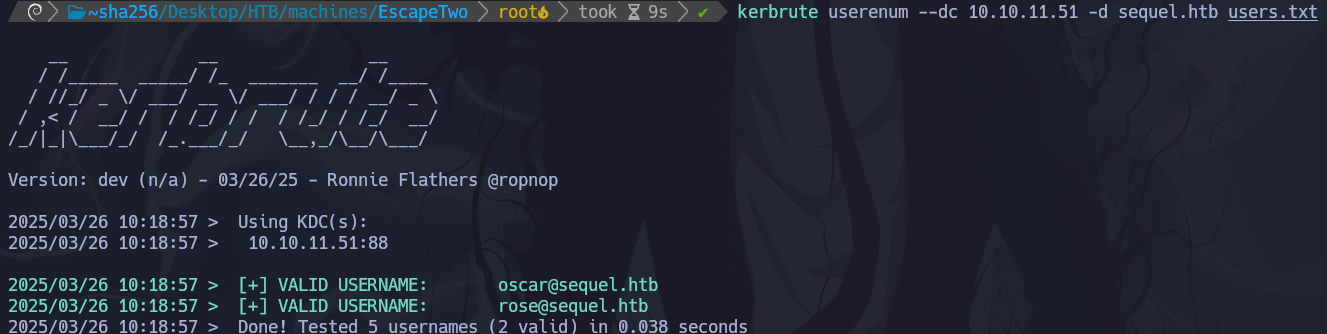 ~sha256/Desktop/HTB/machines/EscapeTwo root took 9s ✔ kerbrute userenum --dc 10.10.11.51 -d sequel.htb users.txt
    __             __               __
   / /_____  _____/ /_  _______  __/ /____
  / //_/ _ \/ ___/ __ \/ ___/ / / / __/ _ \
 / ,< /  __/ /  / /_/ / /  / /_/ / /_/  __/
/_/|_|\___/_/  /_.___/_/   \__,_/\__/\___/
Version: dev (n/a) - 03/26/25 - Ronnie Flathers @ropnop
2025/03/26 10:18:57 >  Using KDC(s):
2025/03/26 10:18:57 >   10.10.11.51:88
2025/03/26 10:18:57 >  [+] VALID USERNAME:       oscar@sequel.htb
2025/03/26 10:18:57 >  [+] VALID USERNAME:       rose@sequel.htb
2025/03/26 10:18:57 >  Done! Tested 5 usernames (2 valid) in 0.038 seconds